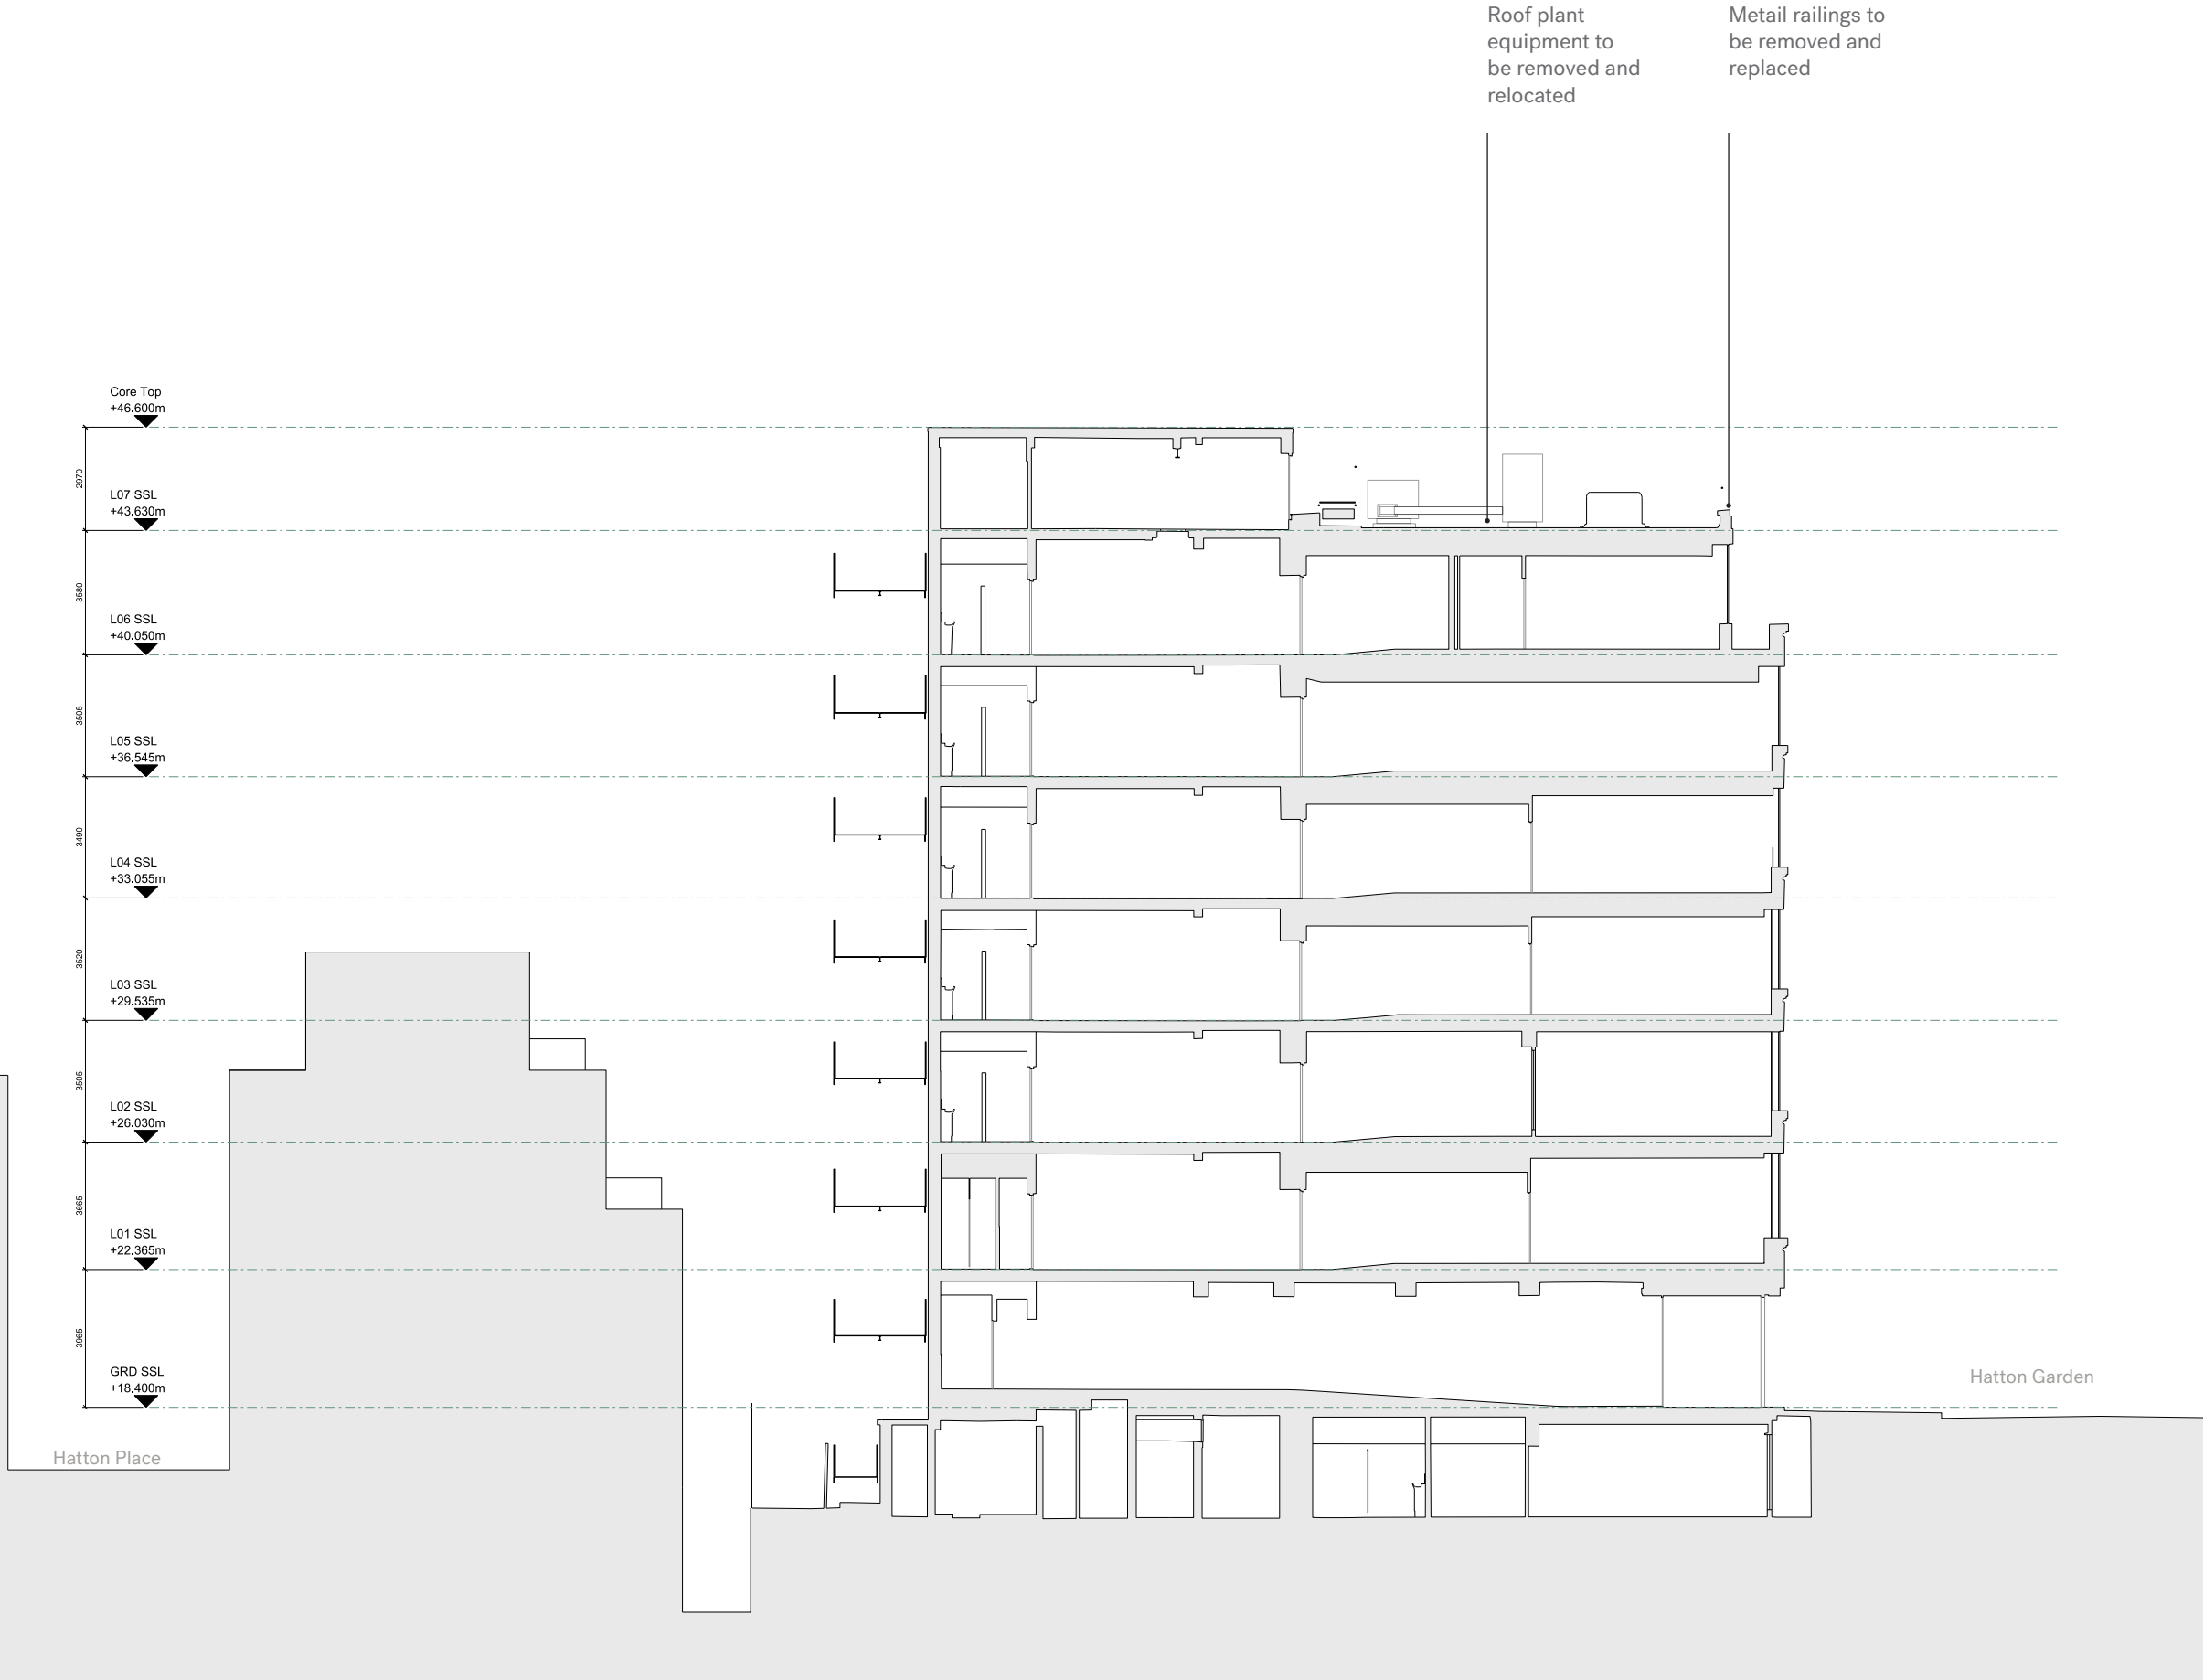 Roof plant
equipment to
be removed and
relocated
Metail railings to
be removed and
replaced
Core Top
+46.600m
2970
L07 SSL
+43.630m
3580
L06 SSL
+40.050m
3505
L05 SSL
+36.545m
3490
L04 SSL
+33.055m
3520
L03 SSL
+29.535m
3505
L02 SSL
+26.030m
3665
L01 SSL
+22.365m
3965
GRD SSL
+18.400m
Hatton Garden
Hatton Place